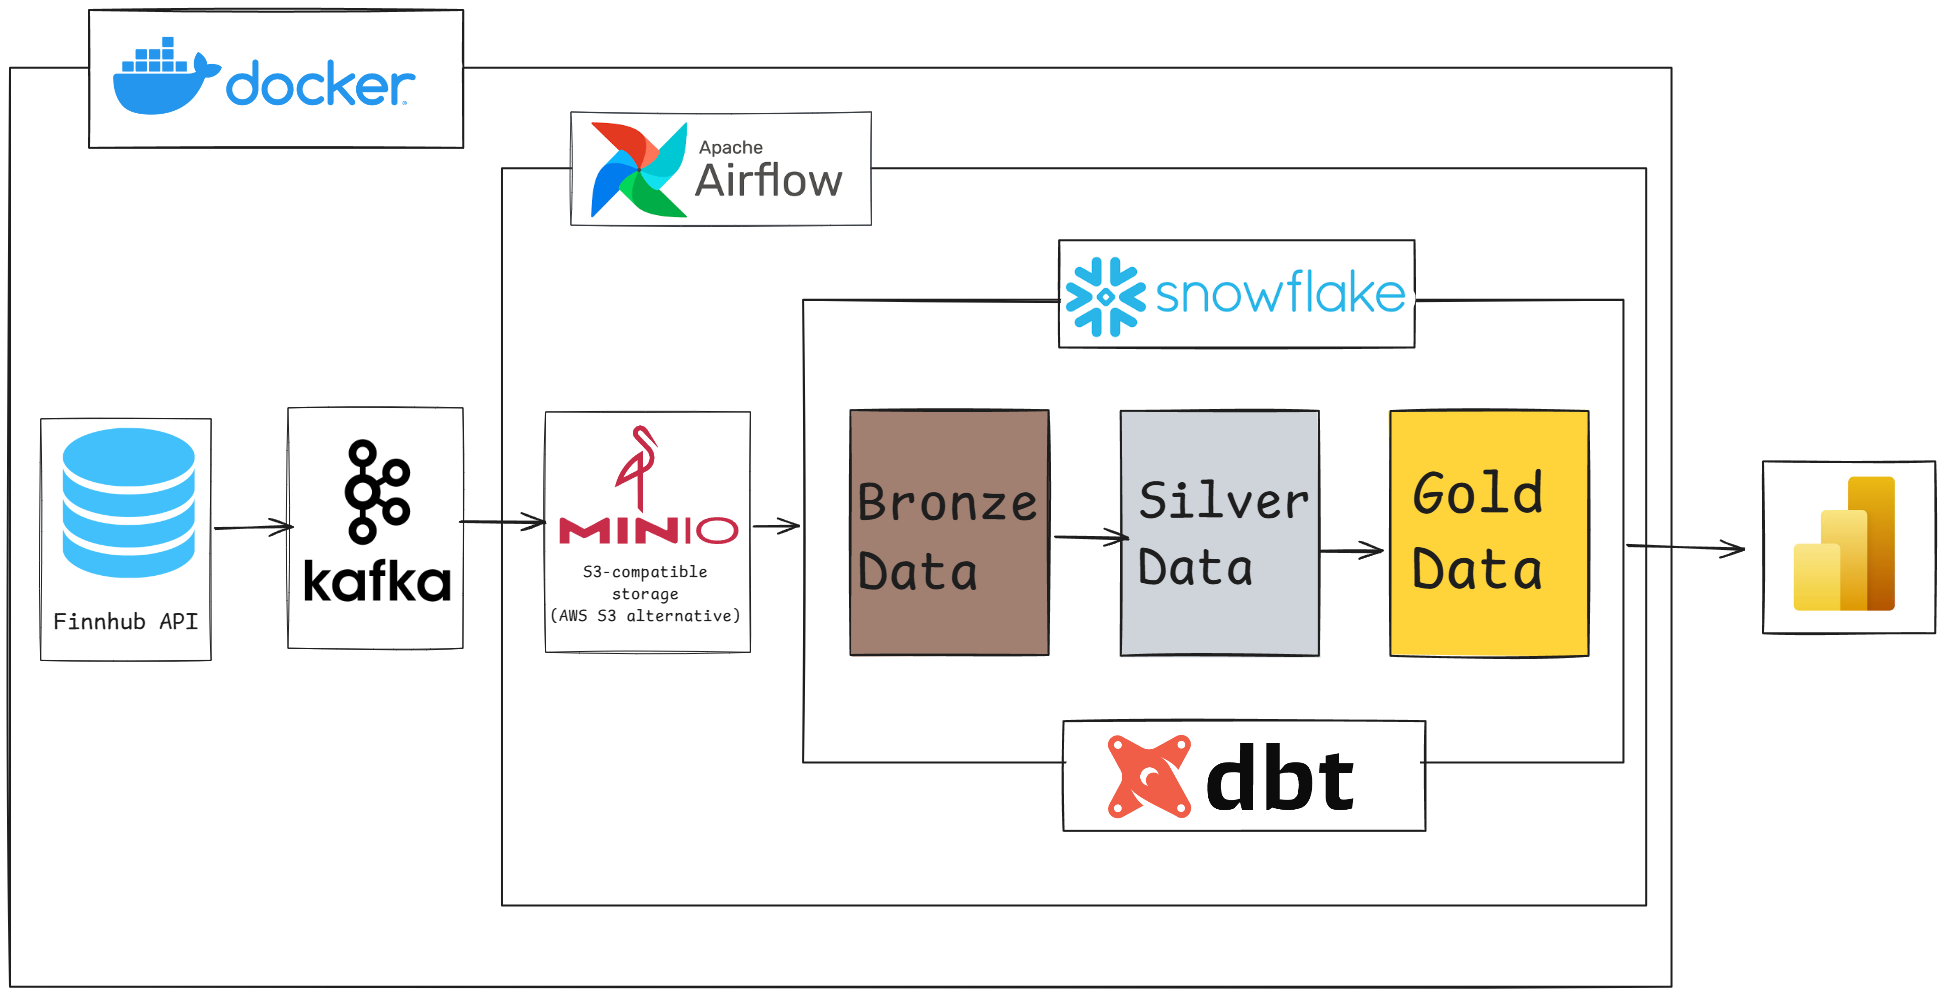 docker
Apache
Airflow
snowflake
Finnhub API
kafka
MINIO
S3-compatible
storage
(AWS S3 alternative)
Bronze
Data
Silver
Data
Gold
Data
dbt